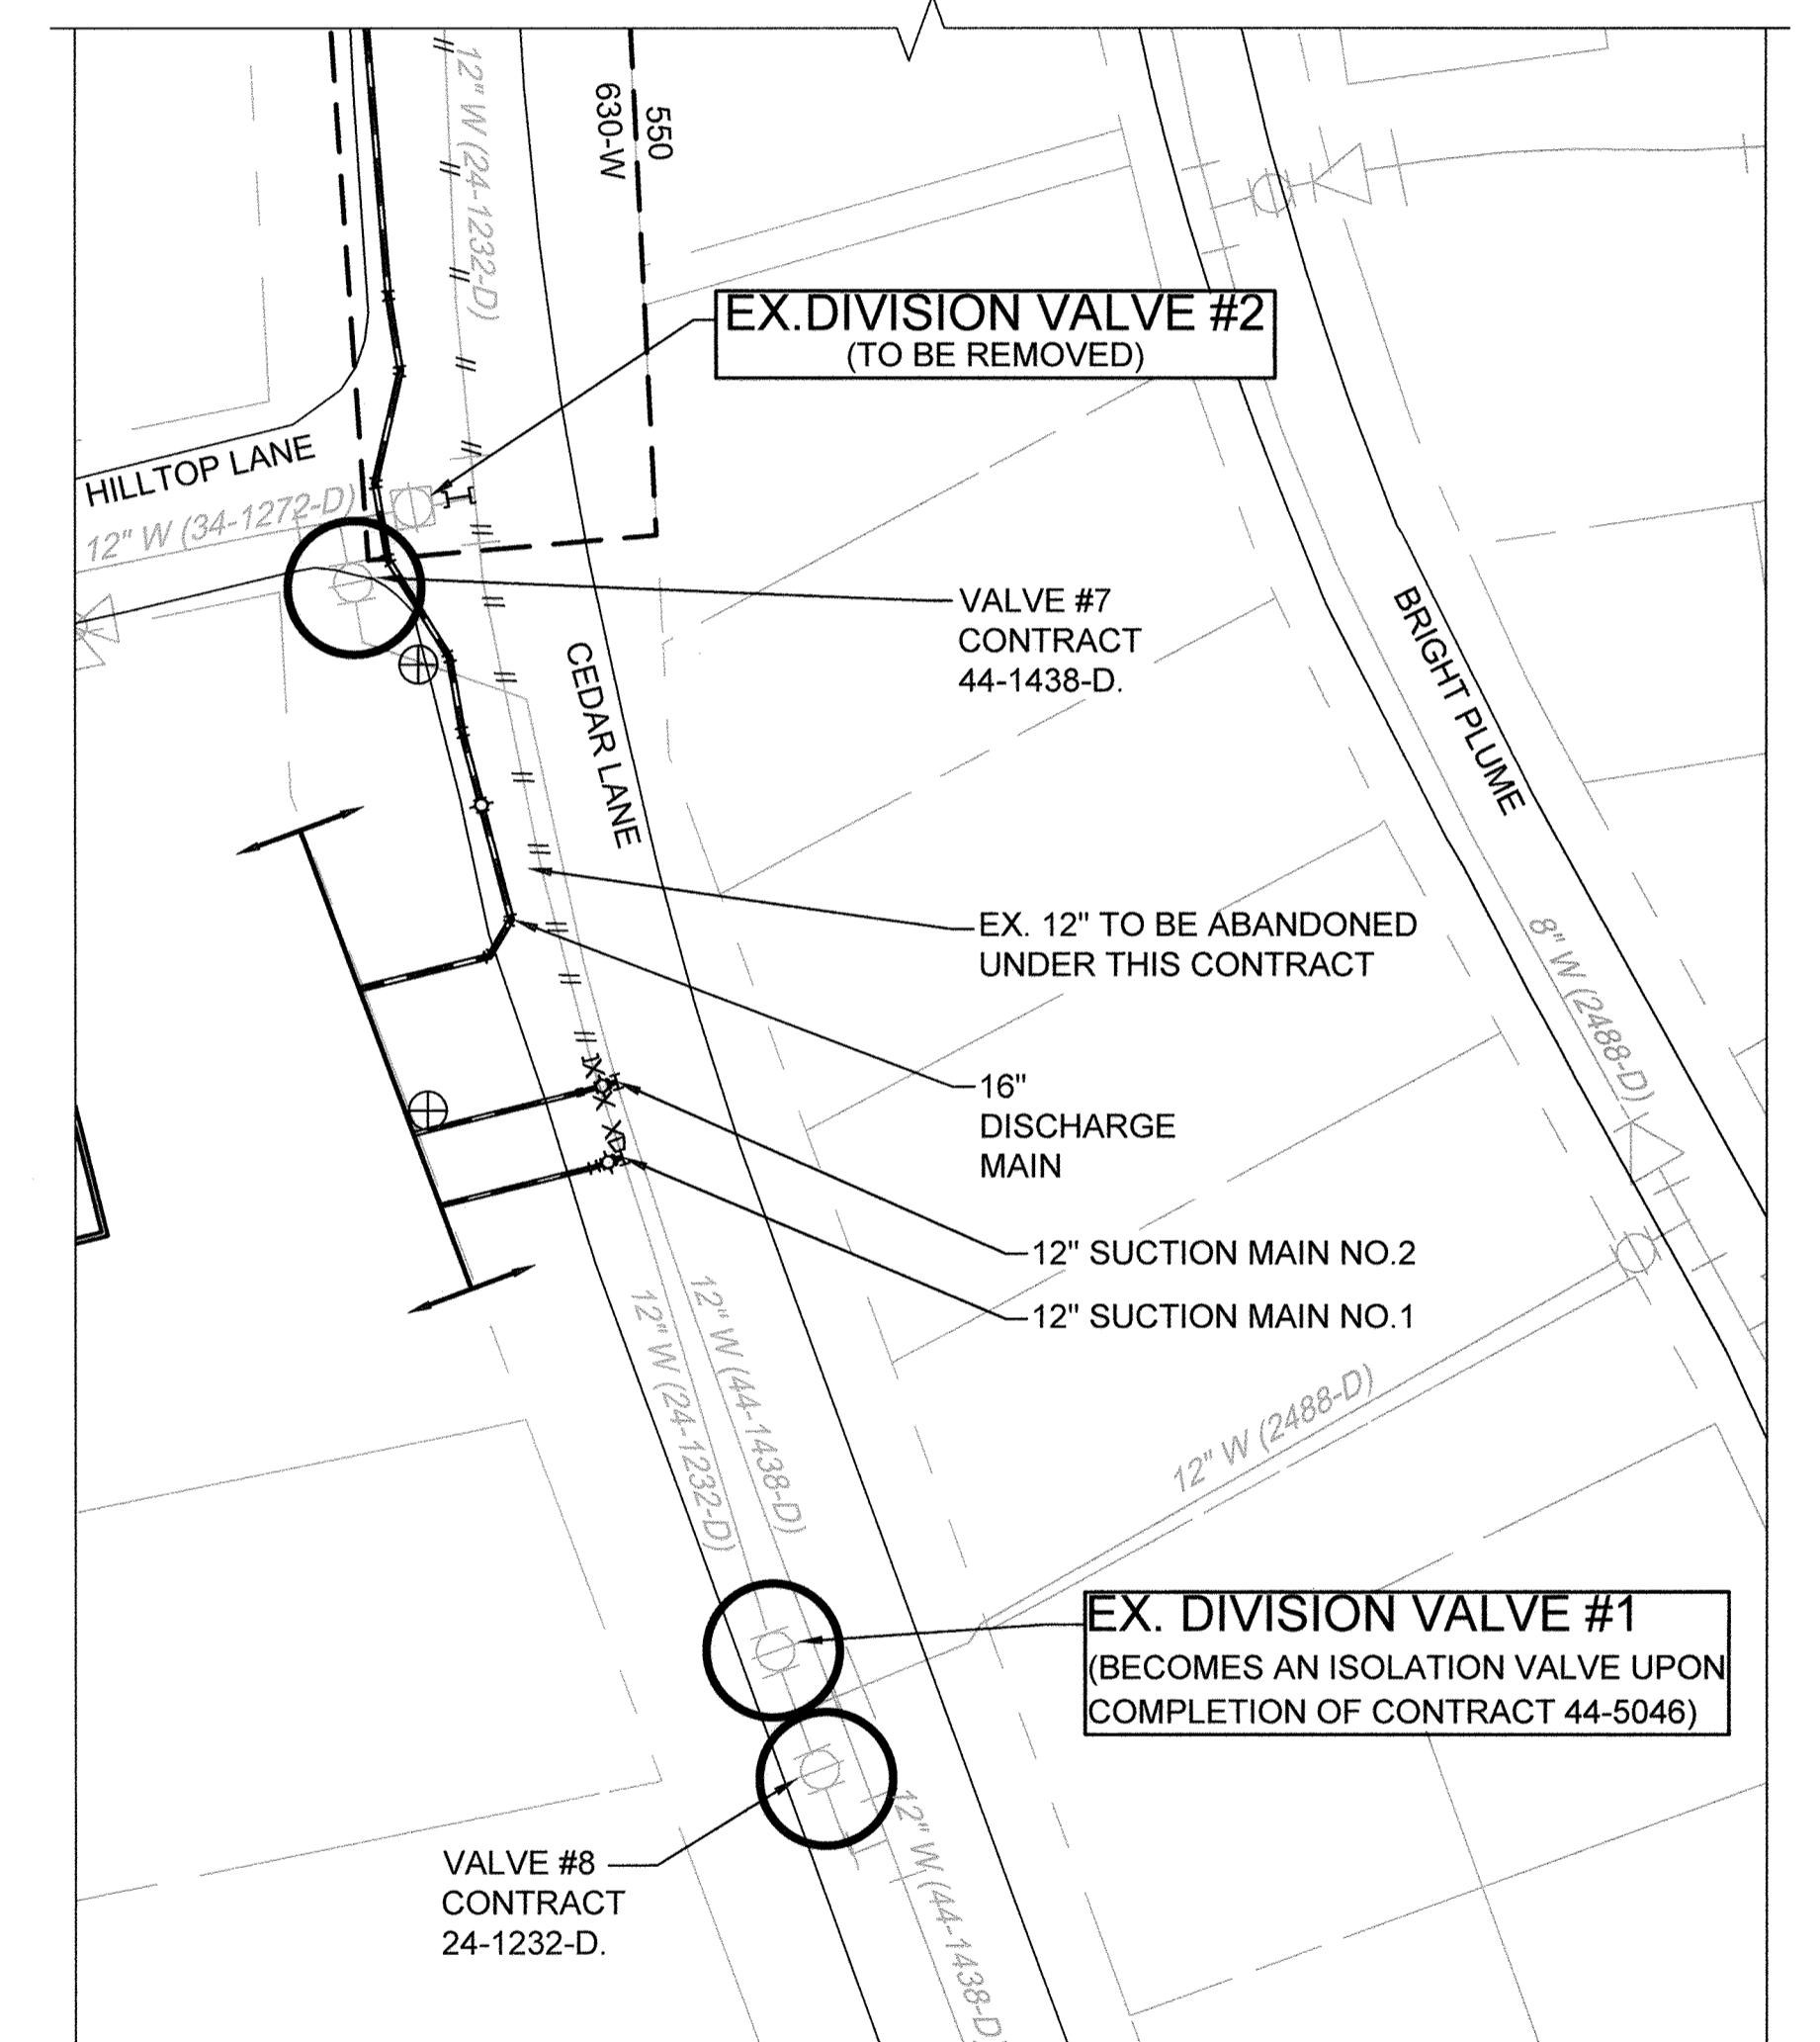 12" W (24-1232-D)
550
630-W
EX.DIVISION VALVE #2
(TO BE REMOVED)
HILLTOP LANE
12" W (34-1272-D)
VALVE #7
CONTRACT
44-1438-D.
CEDAR LANE
BRIGHT PLUME
EX. 12" TO BE ABANDONED
UNDER THIS CONTRACT
8" W (2488-D)
16"
DISCHARGE
MAIN
12" SUCTION MAIN NO.2
12" SUCTION MAIN NO.1
12" W (44-1438-D)
12" W (24-1232-D)
12" W (2488-D)
EX. DIVISION VALVE #1
(BECOMES AN ISOLATION VALVE UPON
COMPLETION OF CONTRACT 44-5046)
VALVE #8
CONTRACT
24-1232-D.
12" W (44-1438-D)